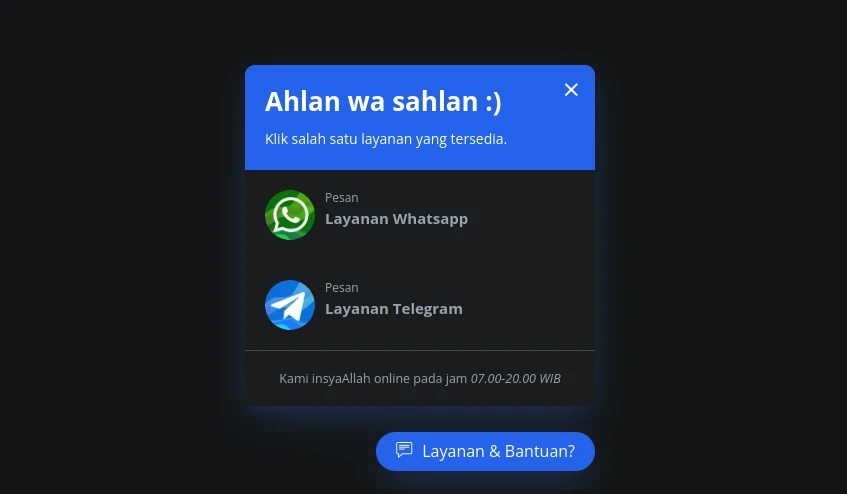 Ahlan wa sahlan :)
Klik salah satu layanan yang tersedia.
Pesan
Layanan Whatsapp
Pesan
Layanan Telegram
Kami insyaAllah online pada jam 07.00-20.00 WIB
Layanan & Bantuan?